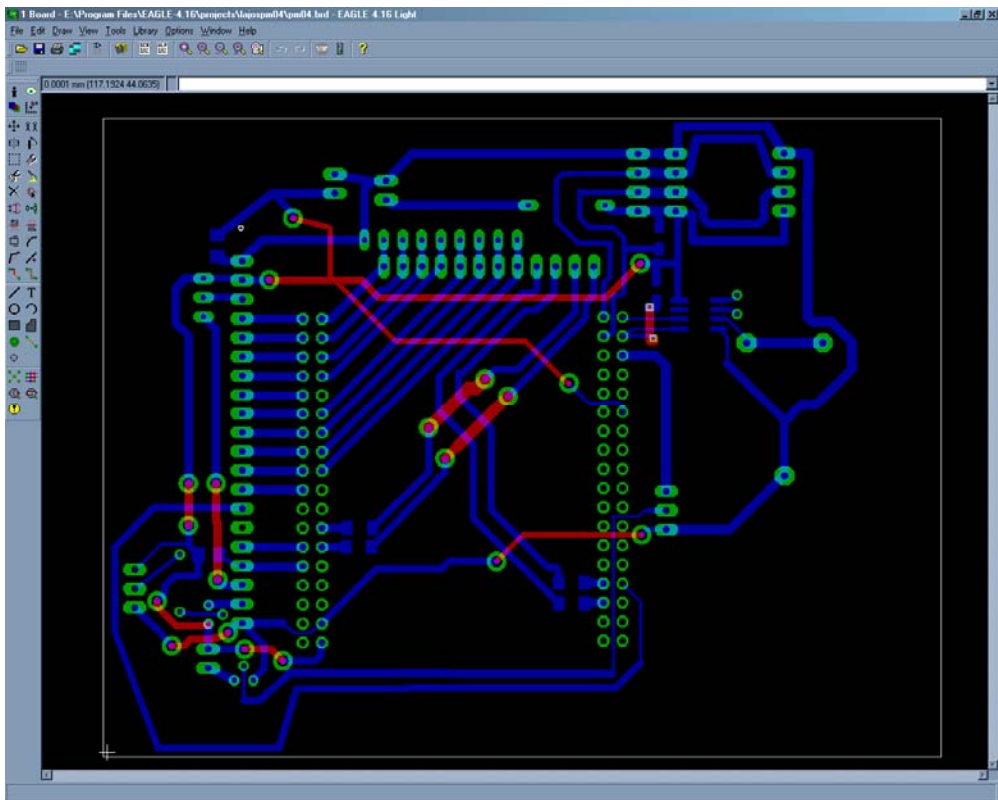 1 Board - E:\Program Files\EAGLE-4.16\projects\lajospm04\pm04.brd - EAGLE 4.16 Light
File Edit Draw View Tools Library Options Window Help
0.0001 mm (117.1924 44.0635)